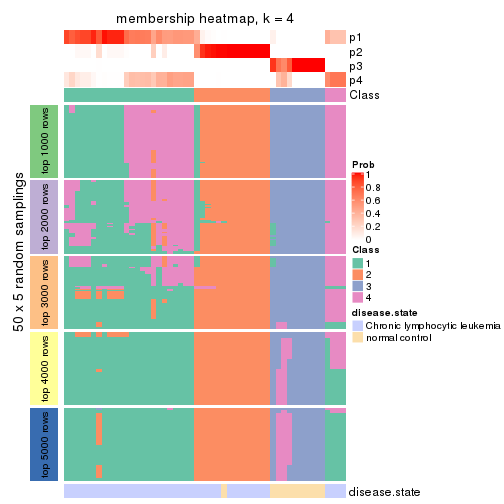 membership heatmap, k = 4
p1
p2
p3
p4
Class
50 x 5 random samplings
top 1000 rows
top 2000 rows
top 3000 rows
top 4000 rows
top 5000 rows
Prob
1
0.8
0.6
0.4
0.2
0
Class
1
2
3
4
disease.state
Chronic lymphocytic leukemia
normal control
disease.state